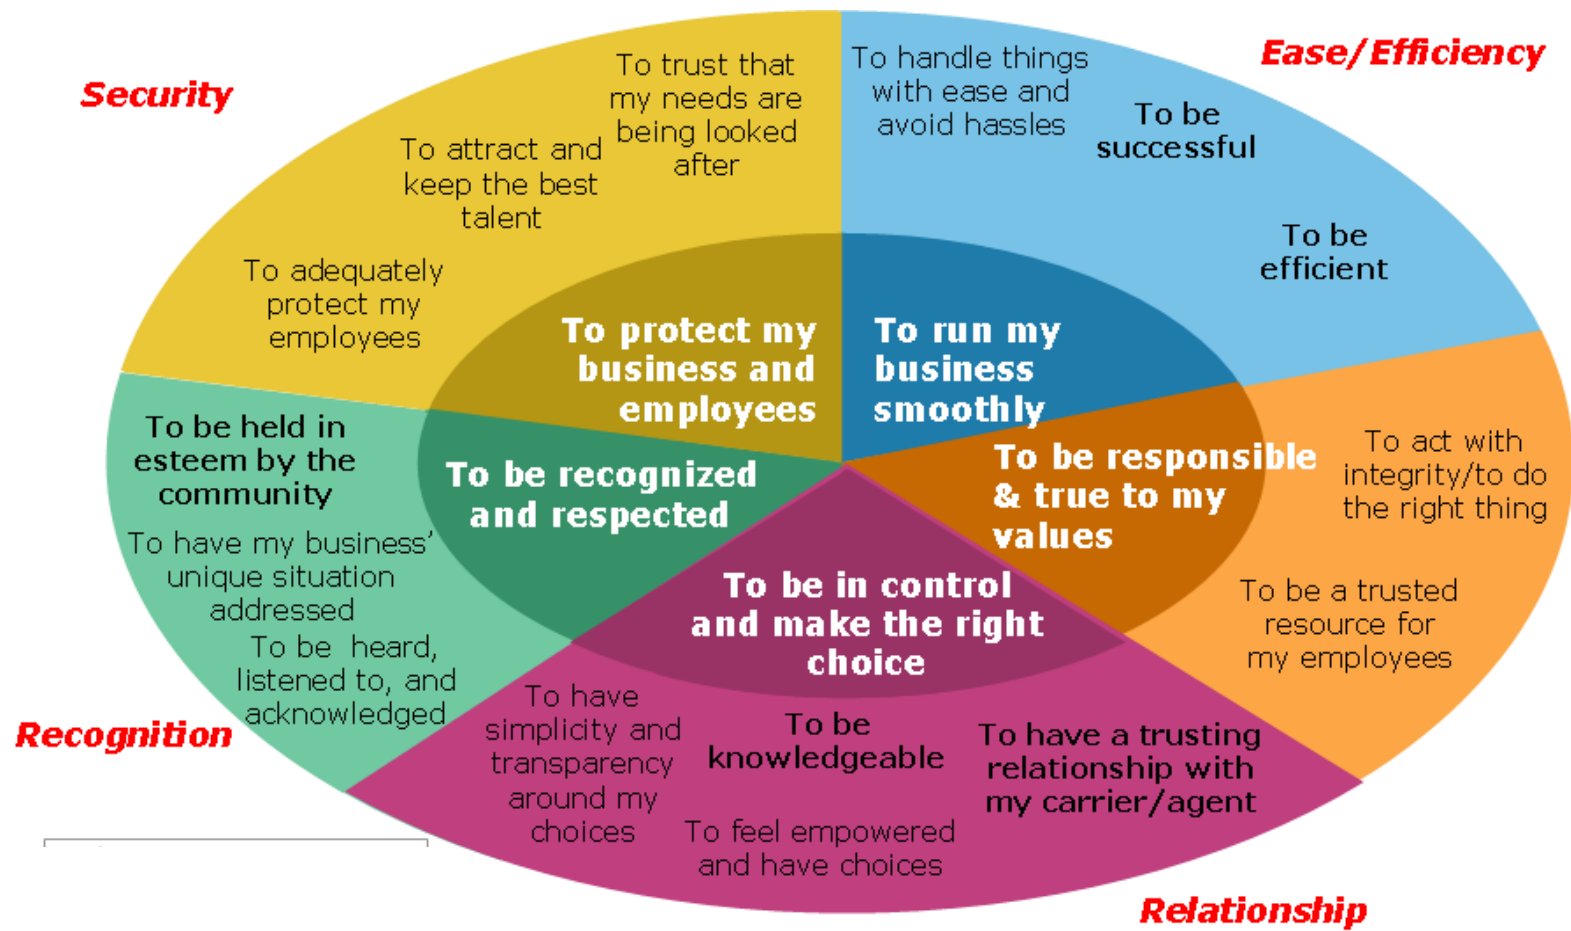 Security
To trust that
my needs are
being looked
after
To attract and
keep the best
talent
To adequately
protect my
employees
To protect my
business and
employees
Ease/Efficiency
To handle things
with ease and
avoid hassles
To be
successful
To be
efficient
To run my
business
smoothly
To be responsible
& true to my
values
To act with
integrity/to do
the right thing
To be a trusted
resource for
my employees
To be held in
esteem by the
community
To have my business’
unique situation
addressed
To be  heard,
listened to, and
acknowledged
To be recognized
and respected
Recognition
To be in control
and make the right
choice
To have
simplicity and
transparency
around my
choices
To be
knowledgeable
To feel empowered
and have choices
To have a trusting
relationship with
my carrier/agent
Relationship